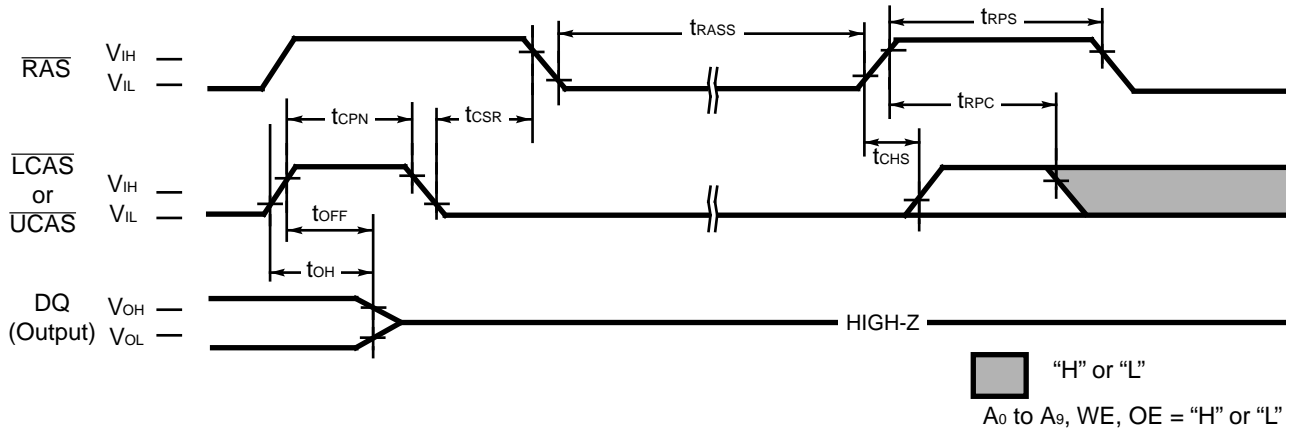 RAS
VIH
VIL
tRASS
tRPS
tCPN
tCSR
tRPC
tCHS
LCAS
or
UCAS
VIH
VIL
tOFF
tOH
DQ
(Output)
VOH
VOL
HIGH-Z
“H” or “L”
A0 to A9, WE, OE = “H” or “L”